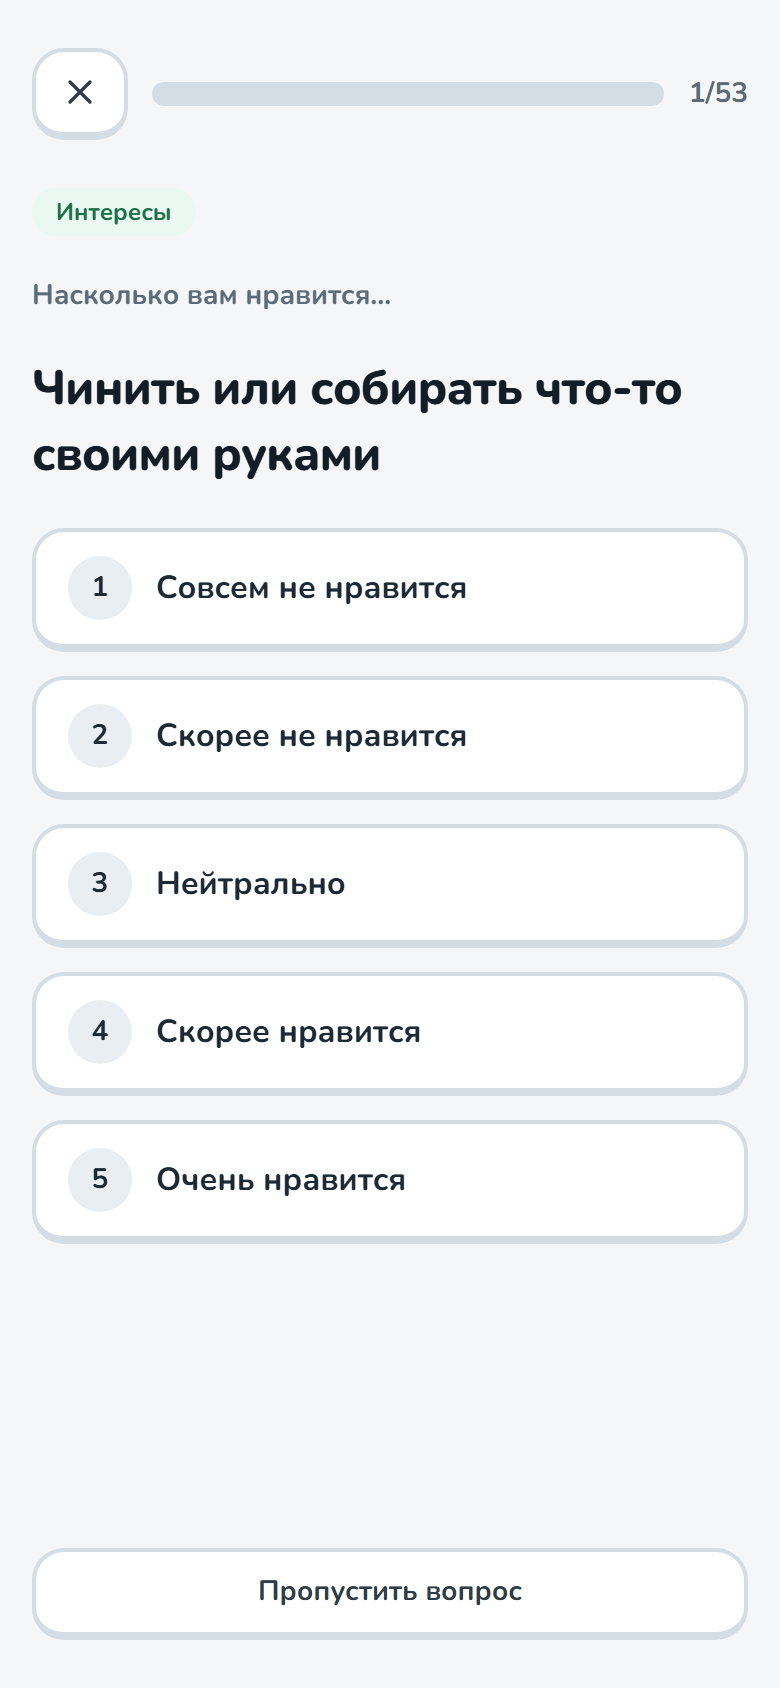 1/53
Интересы
Насколько вам нравится...
Чинить или собирать что-то
своими руками
1 Совсем не нравится
2 Скорее не нравится
3 Нейтрально
4 Скорее нравится
5 Очень нравится
Пропустить вопрос